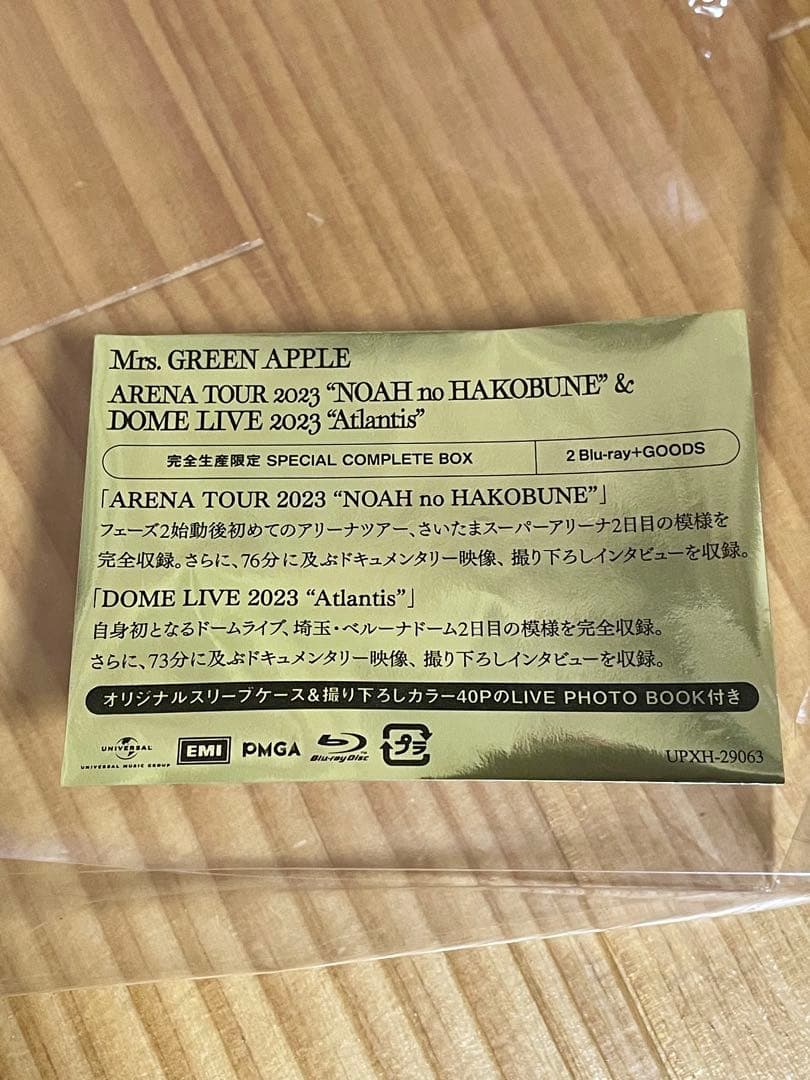 Mrs. GREEN APPLE
ARENA TOUR 2023 “NOAH no HAKOBUNE” &
DOME LIVE 2023 “Atlantis”
完全生産限定 SPECIAL COMPLETE BOX
2 Blu-ray+GOODS
「ARENA TOUR 2023 “NOAH no HAKOBUNE”」
フェーズ2始動後初めてのアリーナツアー、さいたまスーパーアリーナ2日目の模様を
完全収録。さらに、76分に及ぶドキュメンタリー映像、撮り下ろしインタビューを収録。
「DOME LIVE 2023 “Atlantis”」
自身初となるドームライブ、埼玉・ベルーナドーム2日目の模様を完全収録。
さらに、73分に及ぶドキュメンタリー映像、撮り下ろしインタビューを収録。
オリジナルスリーブケース&撮り下ろしカラー40PのLIVE PHOTO BOOK付き
UNIVERSAL
UNIVERSAL MUSIC GROUP
EMI
PMGA
Blu-ray Disc
プラ
UPXH-29063